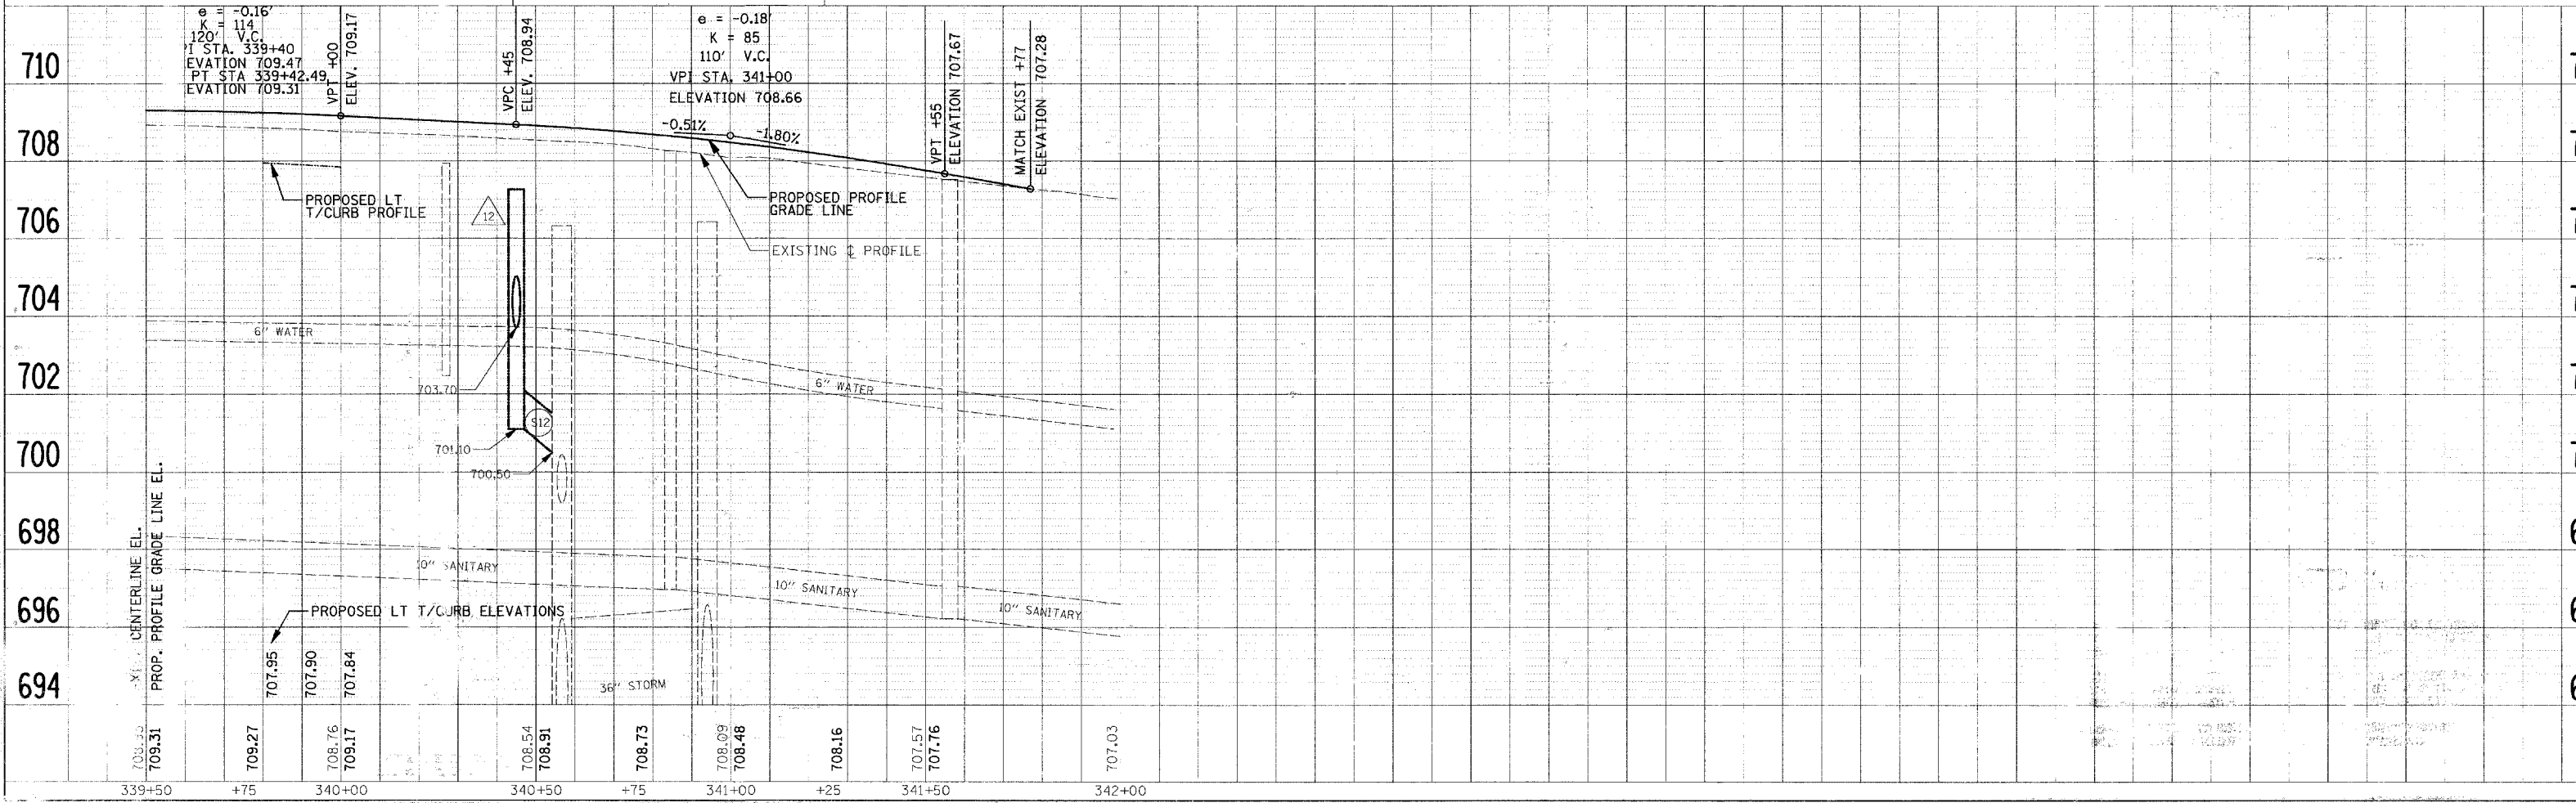 e = -0.16'
K = 114
120' V.C.
PI STA. 339+40
EVATION 709.47
PT STA 339+42.49
EVATION 709.31
VPT +00
ELEV. 709.17
VPC +45
ELEV. 708.94
e = -0.18'
K = 85
110' V.C.
VPI STA. 341+00
ELEVATION 708.66
-0.51%
-1.80%
VPT +55
ELEVATION 707.67
MATCH EXIST +77
ELEVATION 707.28
710
708
706
704
702
700
698
696
694
PROPOSED LT
T/CURB PROFILE
12
PROPOSED PROFILE
GRADE LINE
EXISTING ℄ PROFILE
6" WATER
703.70
6" WATER
S12
701.10
700.50
CENTERLINE EL.
PROP. PROFILE GRADE LINE EL.
10" SANITARY
10" SANITARY
10" SANITARY
PROPOSED LT T/CURB ELEVATIONS
707.95
707.90
707.84
36" STORM
709.31
709.27
708.76
709.17
708.54
708.91
708.73
708.09
708.48
708.16
707.57
707.76
707.03
339+50
+75
340+00
340+50
+75
341+00
+25
341+50
342+00